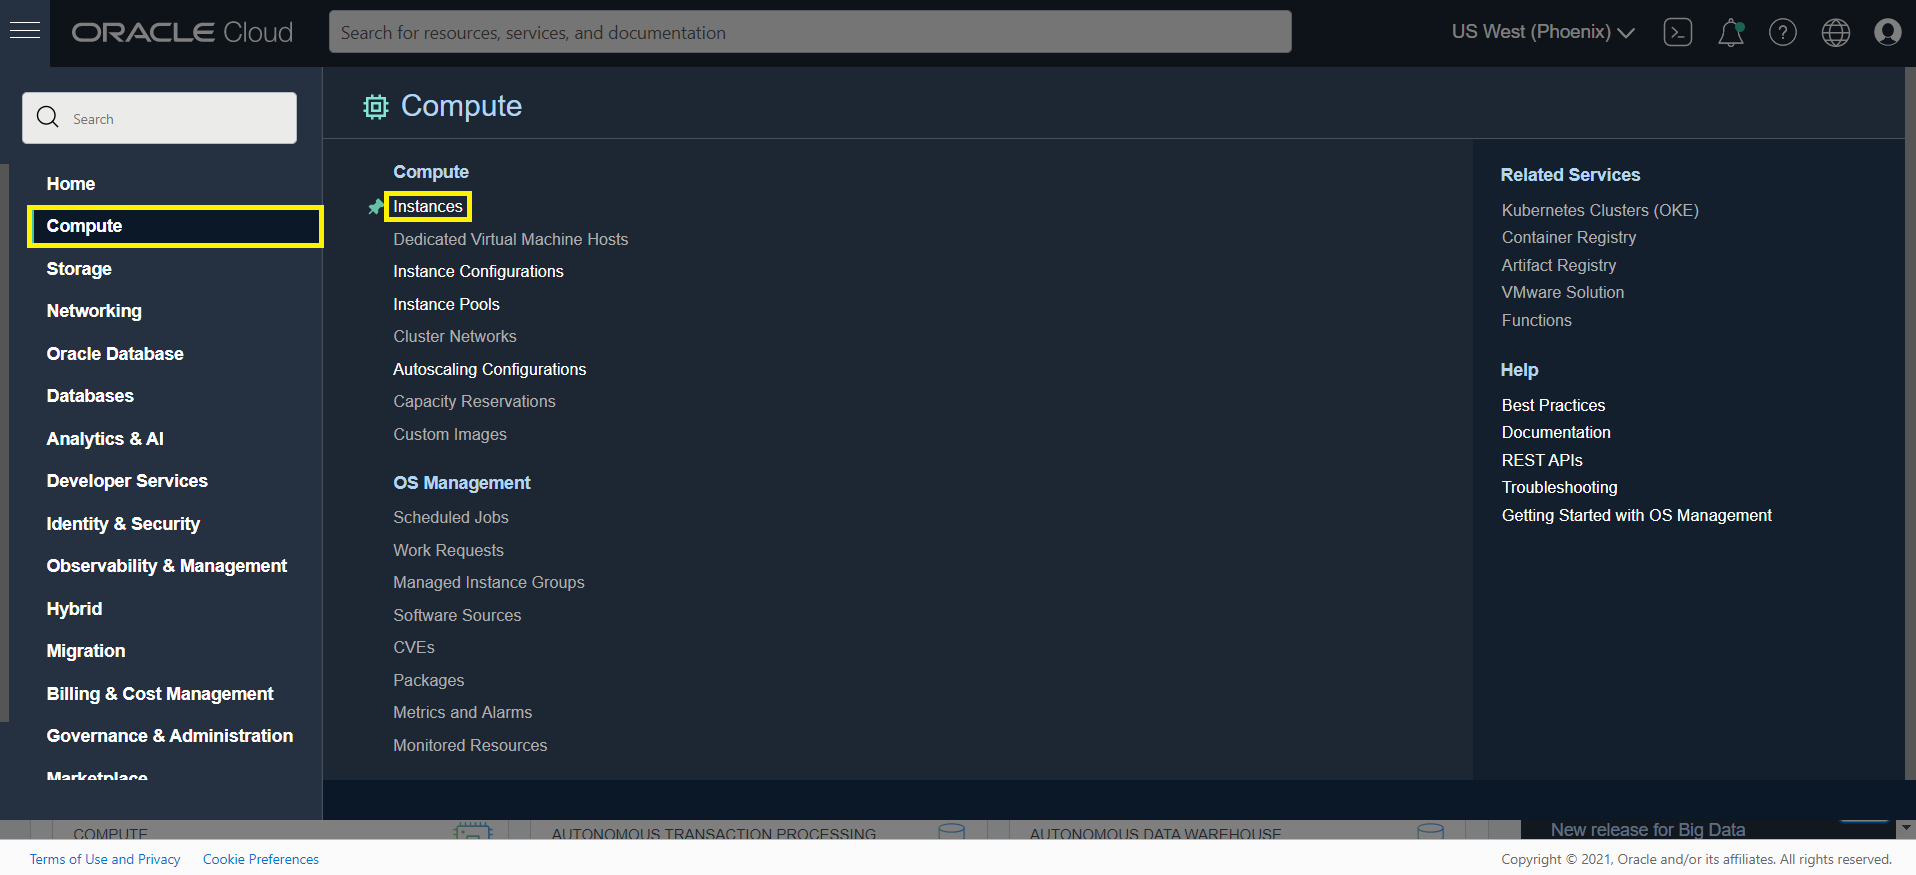 ORACLE Cloud
Search for resources, services, and documentation
US West (Phoenix)
Search
Home
Compute
Storage
Networking
Oracle Database
Databases
Analytics & AI
Developer Services
Identity & Security
Observability & Management
Hybrid
Migration
Billing & Cost Management
Governance & Administration
Marketplace
Compute
Compute
Instances
Dedicated Virtual Machine Hosts
Instance Configurations
Instance Pools
Cluster Networks
Autoscaling Configurations
Capacity Reservations
Custom Images
OS Management
Scheduled Jobs
Work Requests
Managed Instance Groups
Software Sources
CVEs
Packages
Metrics and Alarms
Monitored Resources
Related Services
Kubernetes Clusters (OKE)
Container Registry
Artifact Registry
VMware Solution
Functions
Help
Best Practices
Documentation
REST APIs
Troubleshooting
Getting Started with OS Management
COMPUTE
AUTONOMOUS TRANSACTION PROCESSING
AUTONOMOUS DATA WAREHOUSE
New release for Big Data
Terms of Use and Privacy
Cookie Preferences
Copyright © 2021, Oracle and/or its affiliates. All rights reserved.